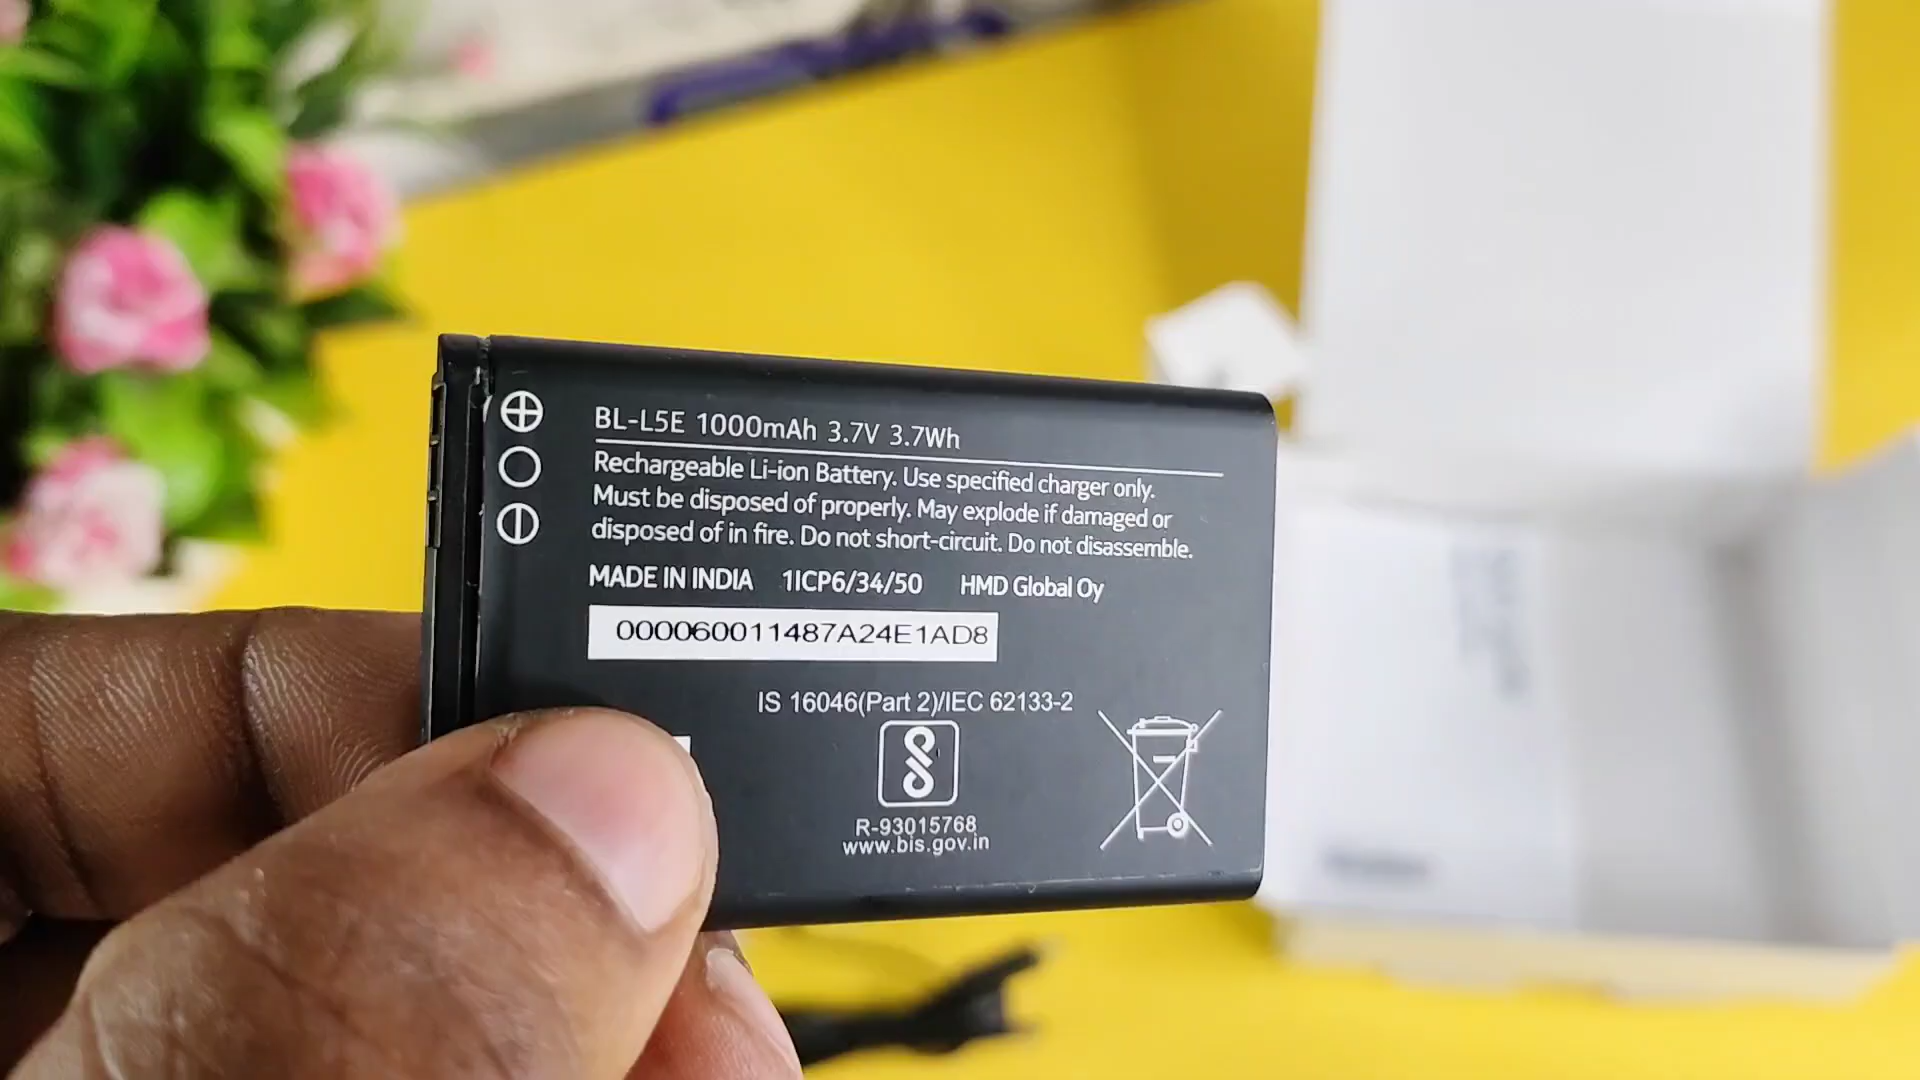 BL-L5E 1000mAh 3.7V 3.7Wh
Rechargeable Li-ion Battery. Use specified charger only.
Must be disposed of properly. May explode if damaged or
disposed of in fire. Do not short-circuit. Do not disassemble.
MADE IN INDIA 1ICP6/34/50 HMD Global Oy
000060011487A24E1AD8
IS 16046(Part 2)/IEC 62133-2
R-93015768
www.bis.gov.in